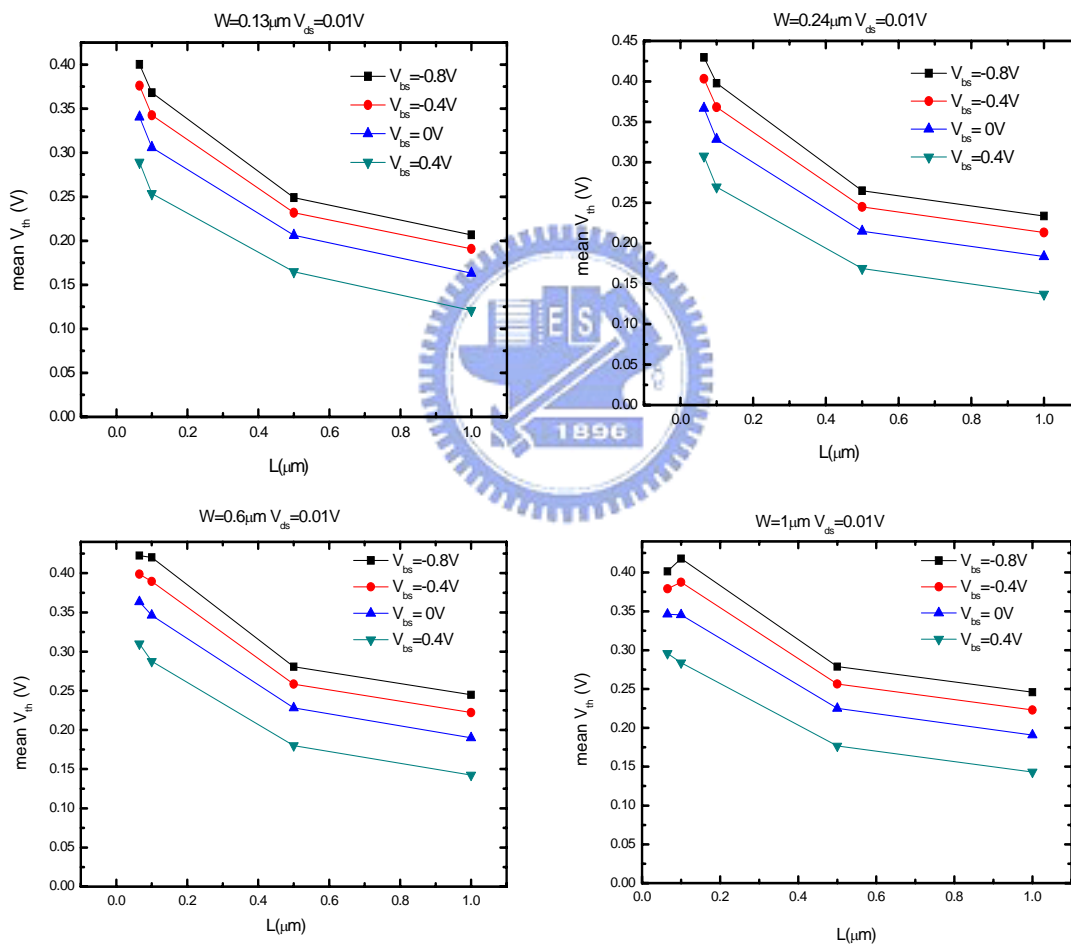 W=0.13μm V_ds=0.01V
V_bs=-0.8V
V_bs=-0.4V
V_bs= 0V
V_bs=0.4V
mean V_th (V)
0.40
0.35
0.30
0.25
0.20
0.15
0.10
0.05
0.00
0.0 0.2 0.4 0.6 0.8 1.0
L(μm)
W=0.24μm V_ds=0.01V
V_bs=-0.8V
V_bs=-0.4V
V_bs= 0V
V_bs=0.4V
mean V_th (V)
0.45
0.40
0.35
0.30
0.25
0.20
0.15
0.10
0.05
0.00
0.0 0.2 0.4 0.6 0.8 1.0
L(μm)
E S
1896
W=0.6μm V_ds=0.01V
V_bs=-0.8V
V_bs=-0.4V
V_bs= 0V
V_bs=0.4V
mean V_th (V)
0.40
0.35
0.30
0.25
0.20
0.15
0.10
0.05
0.00
0.0 0.2 0.4 0.6 0.8 1.0
L(μm)
W=1μm V_ds=0.01V
V_bs=-0.8V
V_bs=-0.4V
V_bs= 0V
V_bs=0.4V
mean V_th (V)
0.40
0.35
0.30
0.25
0.20
0.15
0.10
0.05
0.00
0.0 0.2 0.4 0.6 0.8 1.0
L(μm)